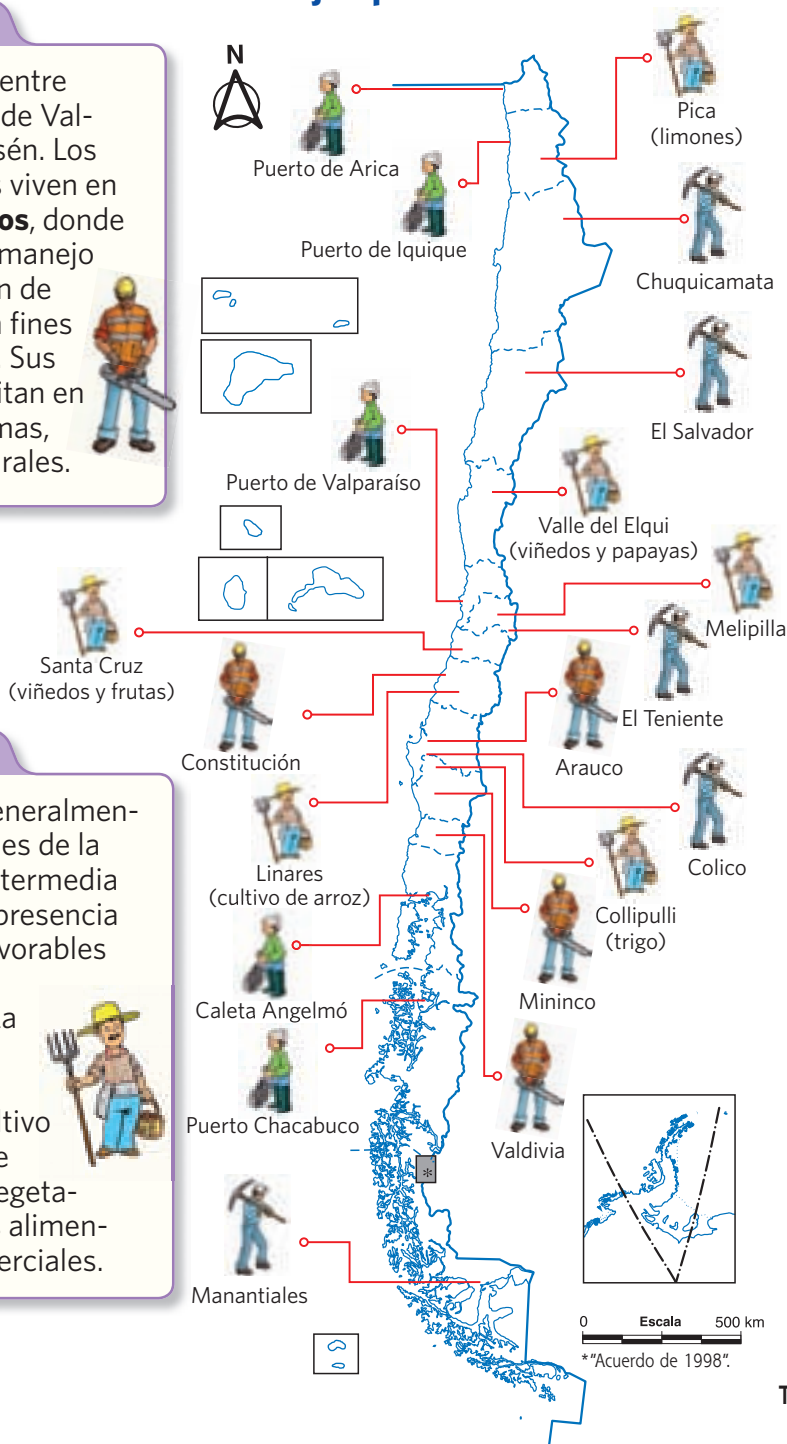 entre
de Val-
sén. Los
s viven en
os, donde
manejo
n de
n fines
. Sus
itan en
mas,
rales.
eneralmen-
es de la
termedia
presencia
vorables
ta
ltivo
e
egeta-
s alimen-
erciales.
N
Puerto de Arica
Pica
(limones)
Puerto de Iquique
Chuquicamata
El Salvador
Puerto de Valparaíso
Valle del Elqui
(viñedos y papayas)
Melipilla
Santa Cruz
(viñedos y frutas)
El Teniente
Constitución
Arauco
Linares
(cultivo de arroz)
Colico
Collipulli
(trigo)
Caleta Angelmó
Mininco
Puerto Chacabuco
Valdivia
*
Manantiales
0 Escala 500 km
*"Acuerdo de 1998".
T